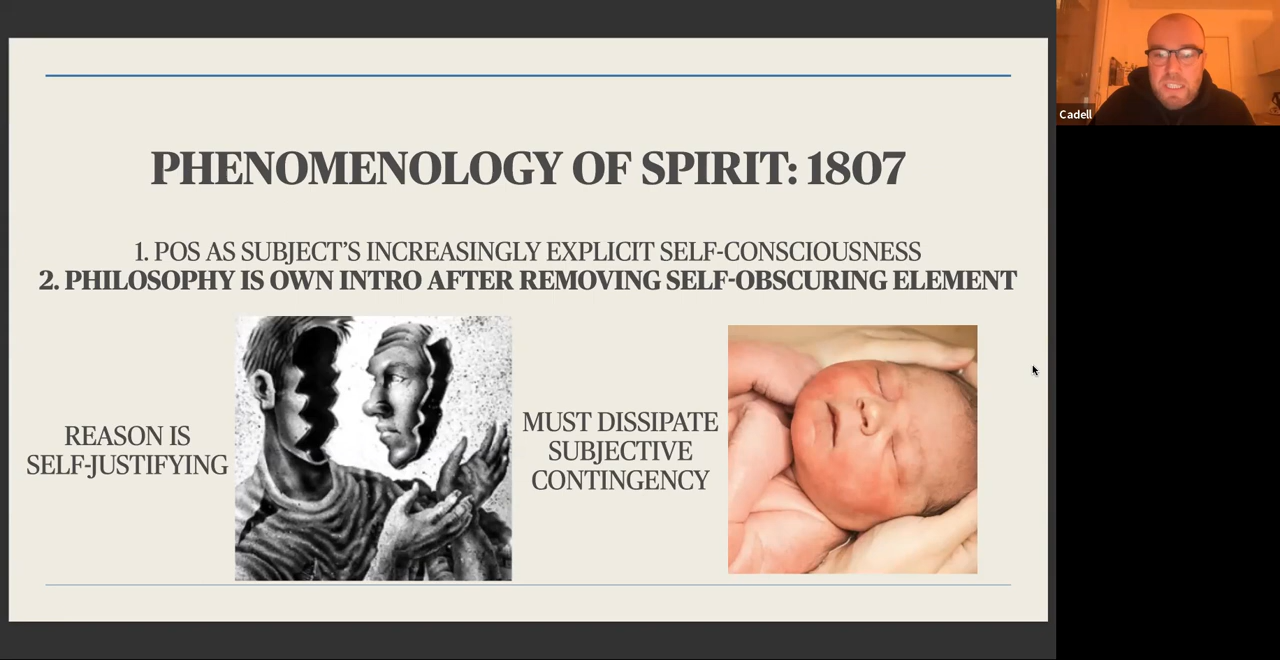 PHENOMENOLOGY OF SPIRIT: 1807
1. POS AS SUBJECT'S INCREASINGLY EXPLICIT SELF-CONSCIOUSNESS
2. PHILOSOPHY IS OWN INTRO AFTER REMOVING SELF-OBSCURING ELEMENT
REASON IS
SELF-JUSTIFYING
MUST DISSIPATE
SUBJECTIVE
CONTINGENCY
Cadell